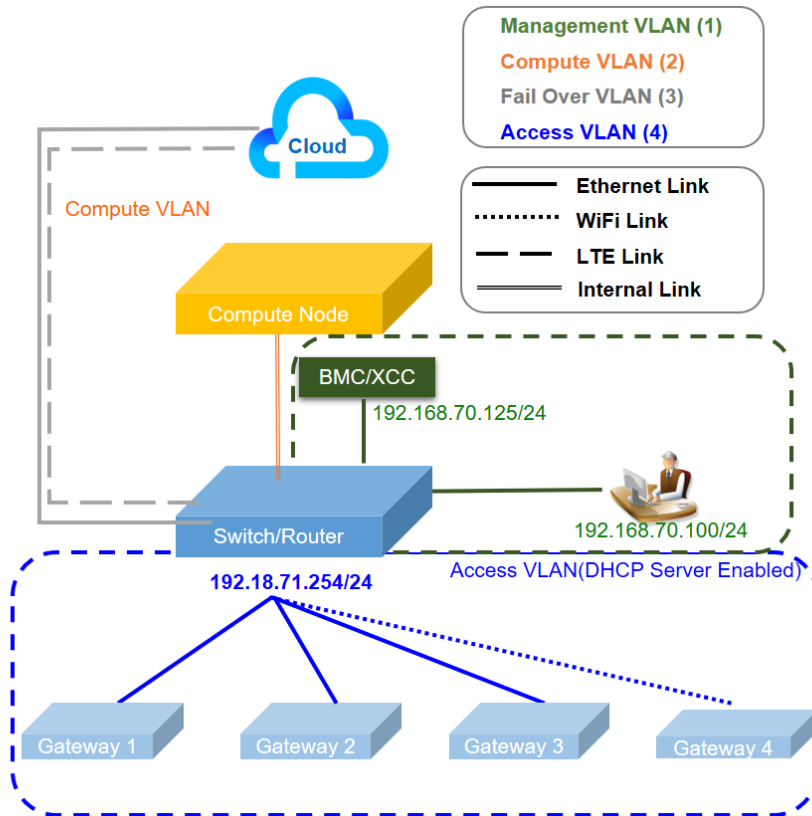 Management VLAN (1)
Compute VLAN (2)
Fail Over VLAN (3)
Access VLAN (4)
Cloud
Ethernet Link
WiFi Link
LTE Link
Internal Link
Compute VLAN
Compute Node
BMC/XCC
192.168.70.125/24
Switch/Router
192.168.70.100/24
Access VLAN(DHCP Server Enabled)
192.18.71.254/24
Gateway 1
Gateway 2
Gateway 3
Gateway 4